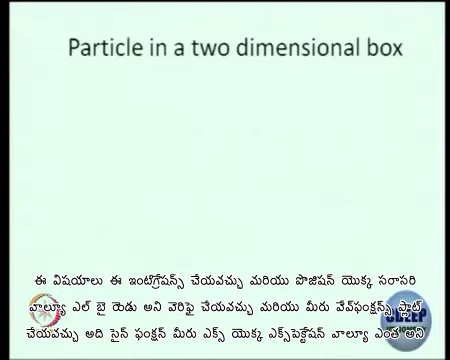 Particle in a two dimensional box
ఈ విషయాలు ఈ ఇంటిగ్రేషన్స్ చేయవచ్చు మరియు పొజిషన్ యొక్క సరాసరి
వాల్యూ ఎల్ బై రెండు అని వెరిఫై చేయవచ్చు మరియు మీరు వేవ్‌ఫంక్షన్స్ ప్లాట్
చేయవచ్చు అది సైన్ ఫంక్షన్ మీరు ఎక్స్ యొక్క ఎక్స్‌పెక్టేషన్ వాల్యూ ఎంత అని